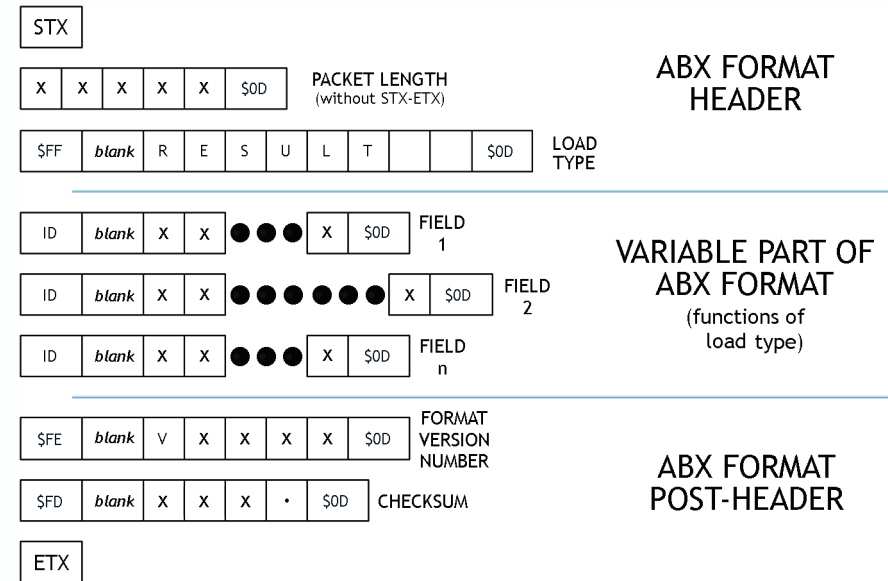 STX
X X X X X $0D
PACKET LENGTH
(without STX-ETX)
ABX FORMAT
HEADER
$FF blank R E S U L T $0D
LOAD
TYPE
ID blank X X ●●● X $0D
FIELD
1
VARIABLE PART OF
ABX FORMAT
(functions of
load type)
ID blank X X ●●●●●● X $0D
FIELD
2
ID blank X X ●●● X $0D
FIELD
n
$FE blank V X X X X $0D
FORMAT
VERSION
NUMBER
ABX FORMAT
POST-HEADER
$FD blank X X X · $0D
CHECKSUM
ETX